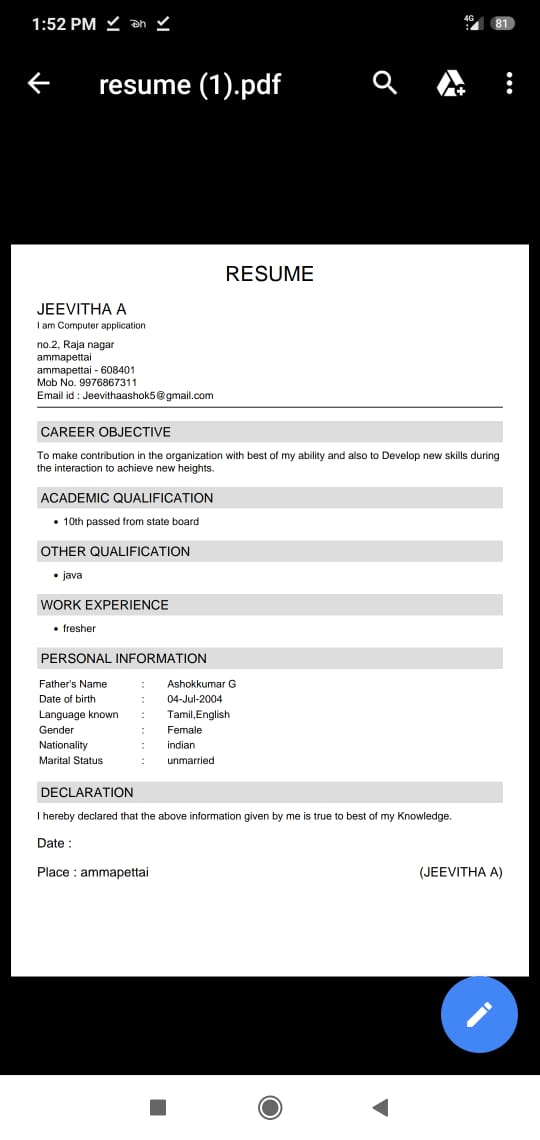 1:52 PM
4G
81
resume (1).pdf
RESUME
JEEVITHA A
I am Computer application
no.2, Raja nagar
ammapettai
ammapettai - 608401
Mob No. 9976867311
Email id : Jeevithaashok5@gmail.com
CAREER OBJECTIVE
To make contribution in the organization with best of my ability and also to Develop new skills during
the interaction to achieve new heights.
ACADEMIC QUALIFICATION
• 10th passed from state board
OTHER QUALIFICATION
• java
WORK EXPERIENCE
• fresher
PERSONAL INFORMATION
Father's Name : Ashokkumar G
Date of birth : 04-Jul-2004
Language known : Tamil,English
Gender : Female
Nationality : indian
Marital Status : unmarried
DECLARATION
I hereby declared that the above information given by me is true to best of my Knowledge.
Date :
Place : ammapettai (JEEVITHA A)